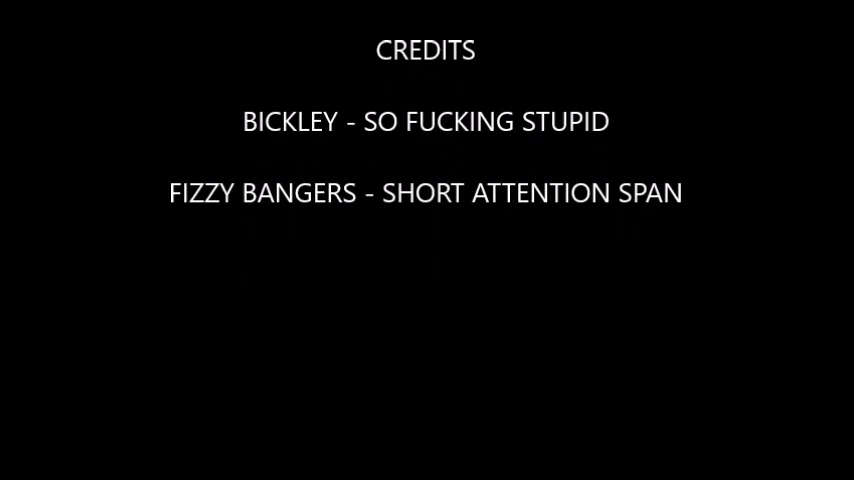 CREDITS
BICKLEY - SO FUCKING STUPID
FIZZY BANGERS - SHORT ATTENTION SPAN